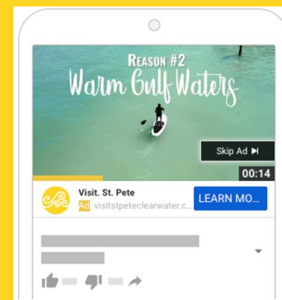 REASON #2
Warm Gulf Waters
Skip Ad
00:14
Visit. St. Pete
Ad visitstpeteclearwater.c...
LEARN MO...